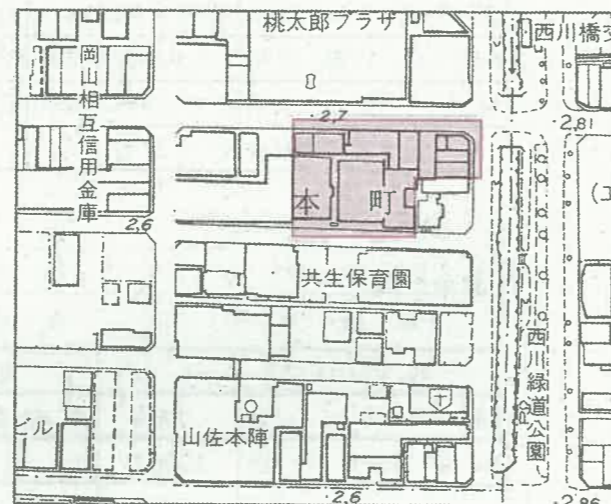 桃太郎プラザ
西川橋交
岡山相互信用金庫
2,7
2,81
本町
2,6
共生保育園
西川緑道公園
ビル
山佐本陣
2,6
2,86